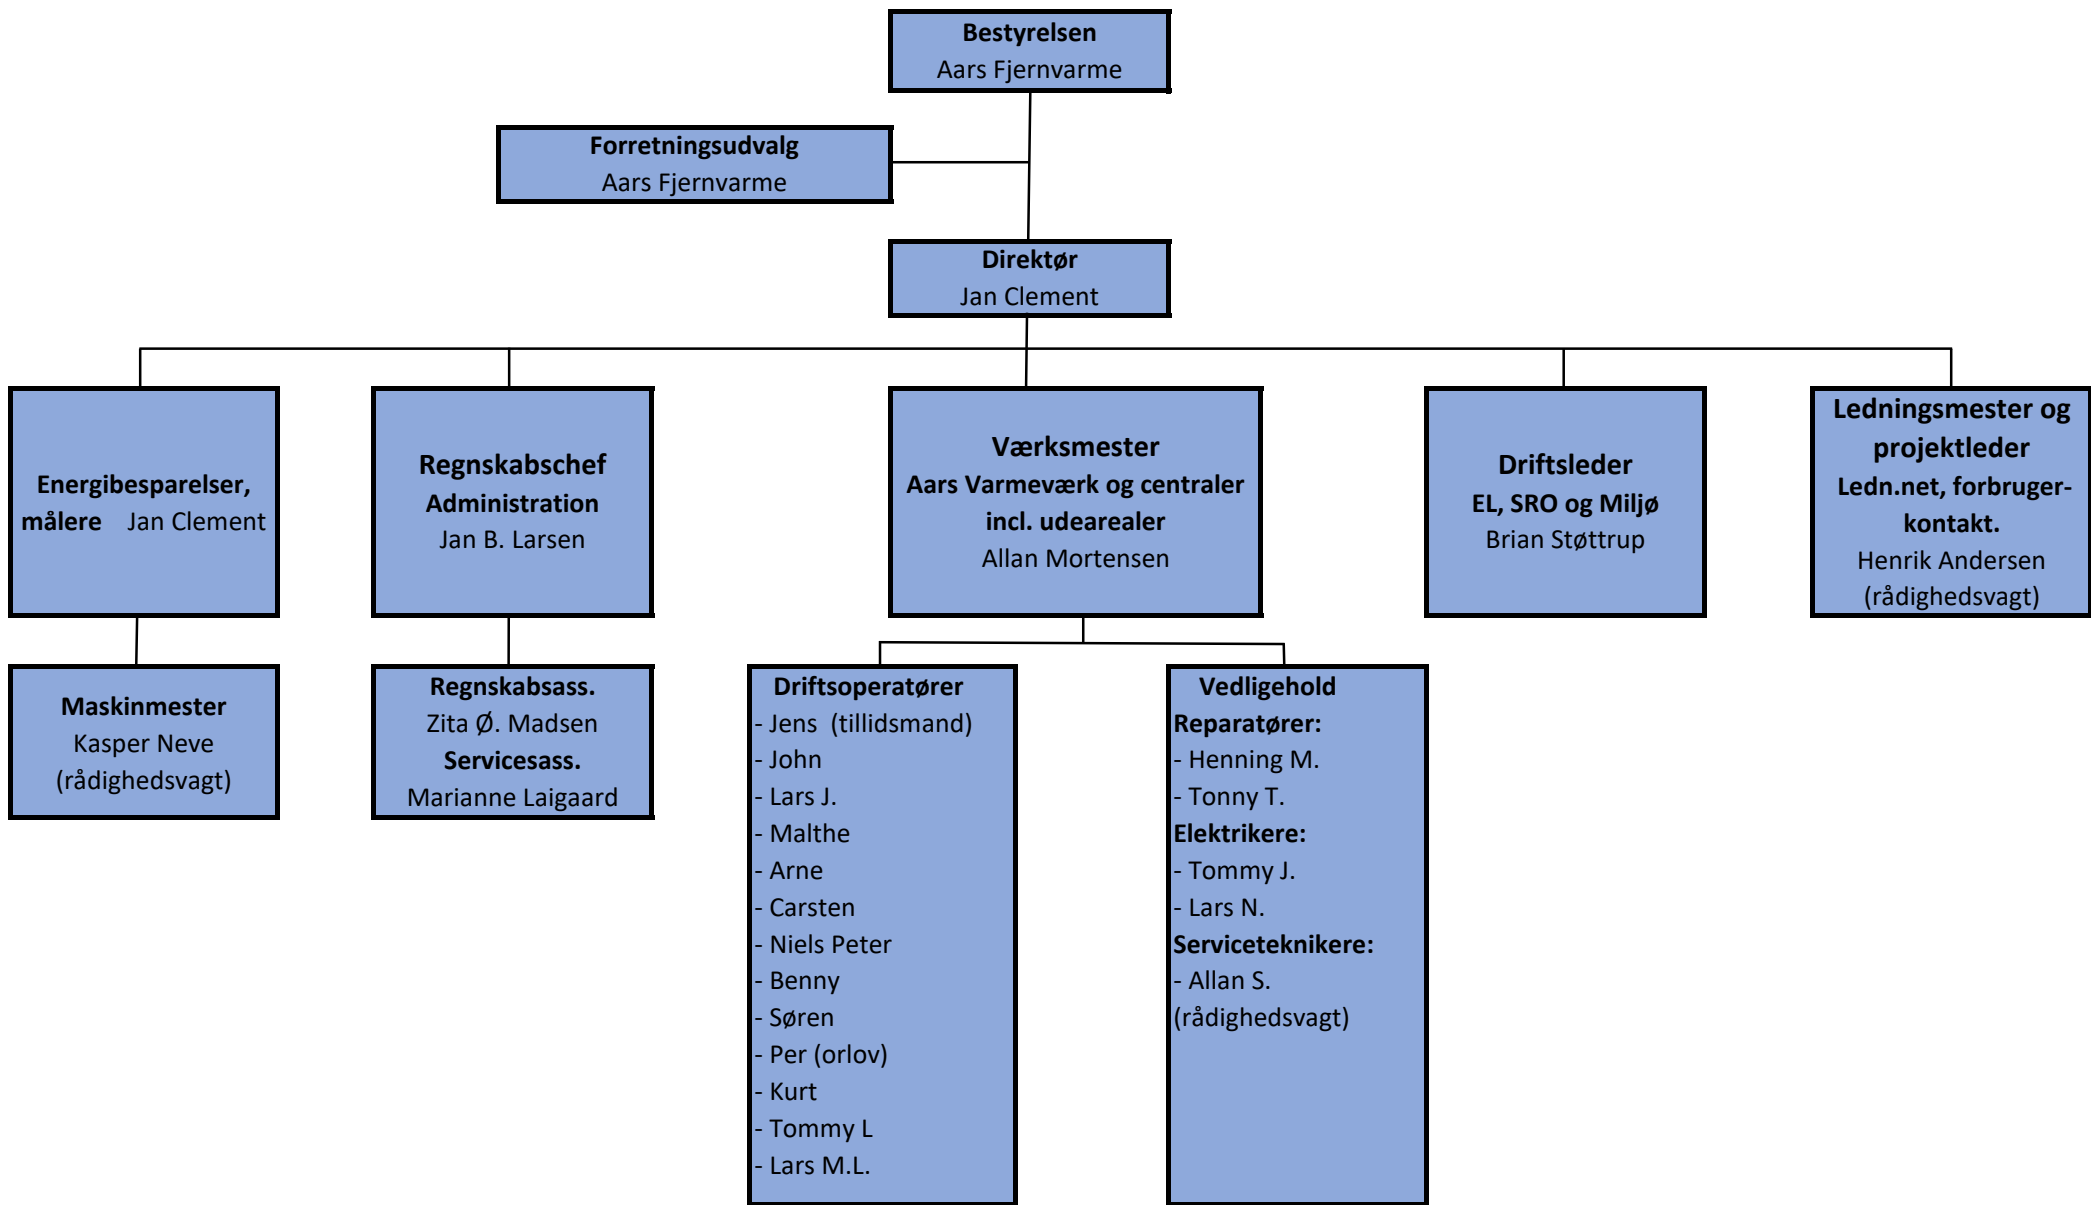 Bestyrelsen
Aars Fjernvarme
Forretningsudvalg
Aars Fjernvarme
Direktør
Jan Clement
Energibesparelser,
målere Jan Clement
Regnskabschef
Administration
Jan B. Larsen
Værksmester
Aars Varmeværk og centraler
incl. udearealer
Allan Mortensen
Driftsleder
EL, SRO og Miljø
Brian Støttrup
Ledningsmester og
projektleder
Ledn.net, forbruger-
kontakt.
Henrik Andersen
(rådighedsvagt)
Maskinmester
Kasper Neve
(rådighedsvagt)
Regnskabsass.
Zita Ø. Madsen
Servicesass.
Marianne Laigaard
Driftsoperatører
- Jens (tillidsmand)
- John
- Lars J.
- Malthe
- Arne
- Carsten
- Niels Peter
- Benny
- Søren
- Per (orlov)
- Kurt
- Tommy L
- Lars M.L.
Vedligehold
Reparatører:
- Henning M.
- Tonny T.
Elektrikere:
- Tommy J.
- Lars N.
Serviceteknikere:
- Allan S.
(rådighedsvagt)